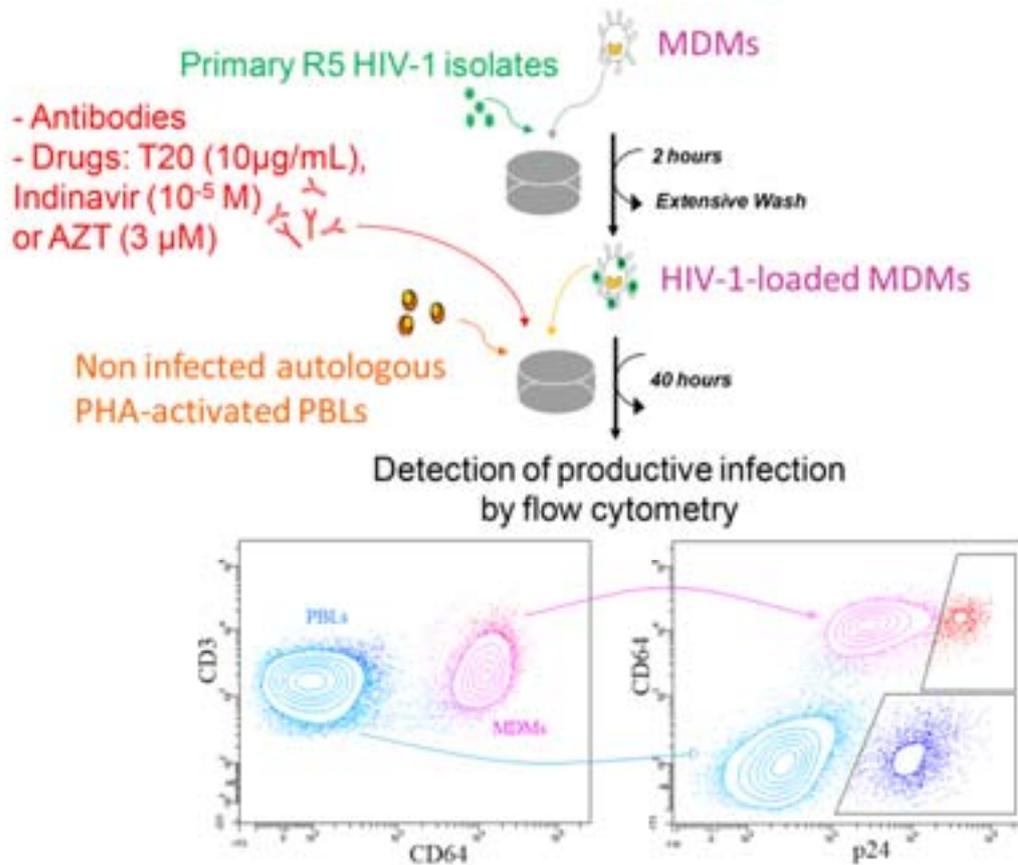 MDMs
Primary R5 HIV-1 isolates
- Antibodies
- Drugs: T20 (10µg/mL),
Indinavir (10⁻⁵ M)
or AZT (3 µM)
2 hours
Extensive Wash
HIV-1-loaded MDMs
Non infected autologous
PHA-activated PBLs
40 hours
Detection of productive infection
by flow cytometry
PBLs
CD3
MDMs
CD64
CD64
p24